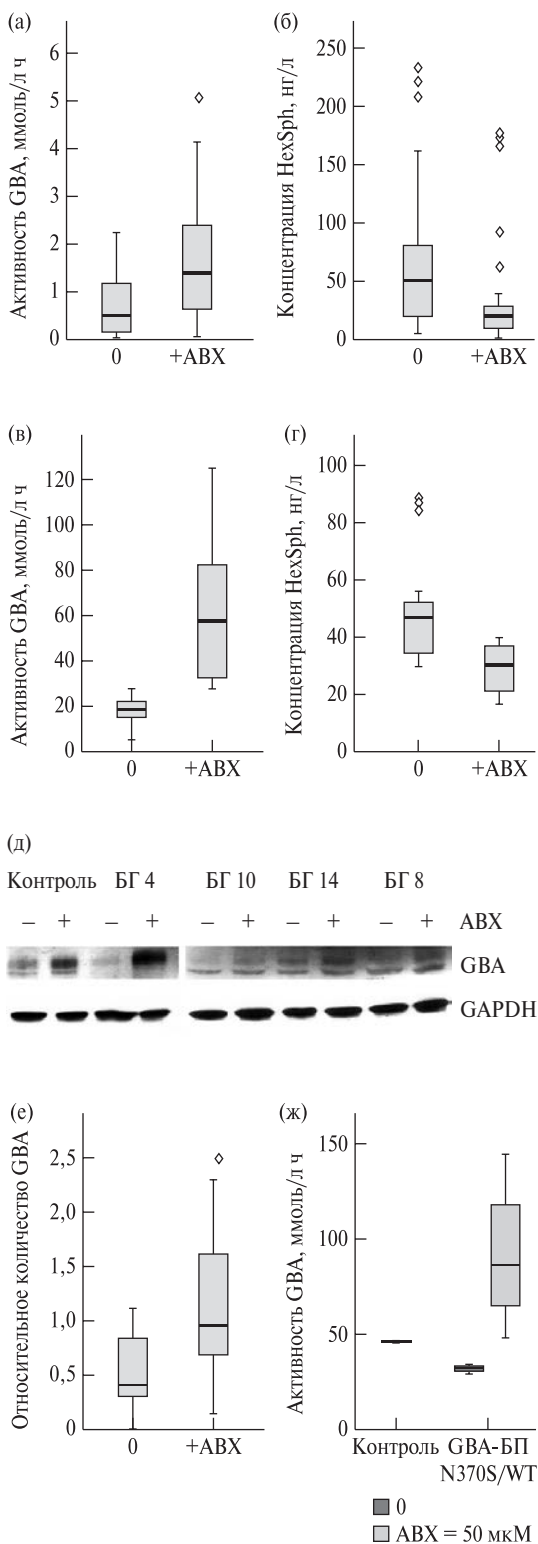 (а)
Активность GBA, ммоль/л ч
6
5
4
3
2
1
0
0 +ABX
(б)
Концентрация HexSph, нг/л
250
200
150
100
50
0
0 +ABX
(в)
Активность GBA, ммоль/л ч
120
100
80
60
40
20
0
0 +ABX
(г)
Концентрация HexSph, нг/л
100
80
60
40
20
0
0 +ABX
(д)
Контроль БГ 4 БГ 10 БГ 14 БГ 8
– + – + – + – + – + ABX
GBA
GAPDH
(е)
Относительное количество GBA
2,5
2,0
1,5
1,0
0,5
0
0 +ABX
(ж)
Активность GBA, ммоль/л ч
150
100
50
0
Контроль GBA-БП
N370S/WT
0
ABX = 50 мкМ